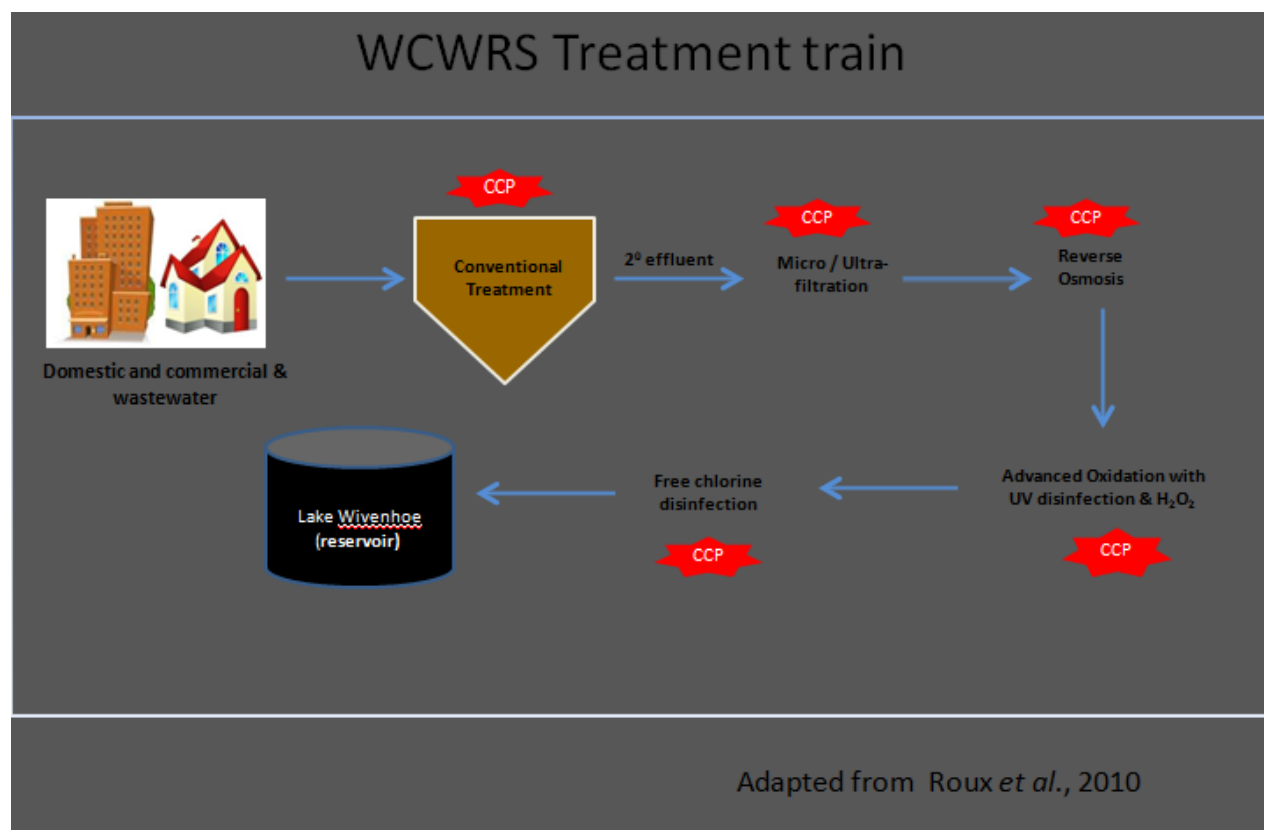 WCWRS Treatment train
CCP
CCP
CCP
Conventional
Treatment
2⁰ effluent
Micro / Ultra-
filtration
Reverse
Osmosis
Domestic and commercial &
wastewater
Lake Wivenhoe
(reservoir)
Free chlorine
disinfection
CCP
Advanced Oxidation with
UV disinfection & H₂O₂
CCP
Adapted from Roux et al., 2010